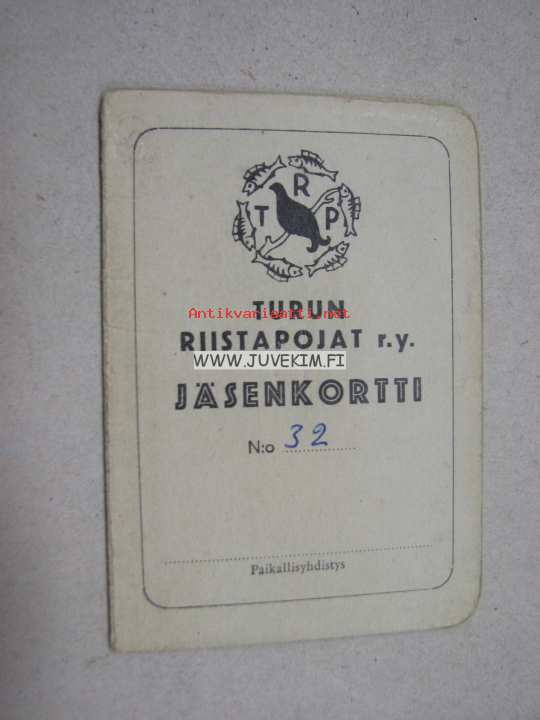 R
T P
TURUN
Antikvariaatti.net
RIISTAPOJAT r.y.
WWW.JUVEKIM.FI
JÄSENKORTTI
N:o 32
Paikallisyhdistys